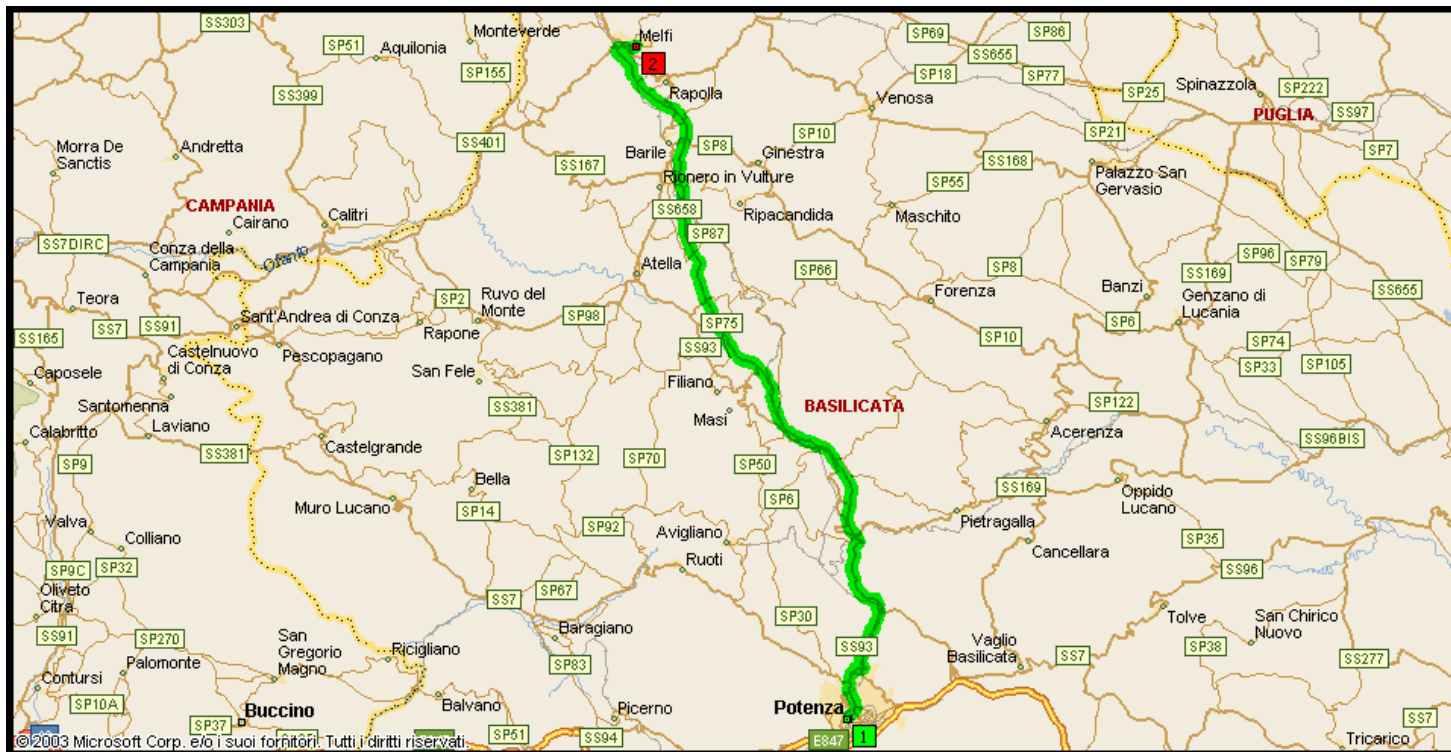 SS303
SP51
Monteverde
Aquilonia
SP155
Melfi
2
SP69
SP86
SS655
SP18
SP77
SP25
Spinazzola
SP222
PUGLIA
SS97
SS399
Rapolla
Venosa
SP10
SP21
SP7
Morra De
Sanctis
Andretta
SS401
Barile
SP8
Ginestra
SS168
SS167
Rionero in Vulture
SP55
Palazzo San
Gervasio
CAMPANIA
Cairano
Calitri
SS658
Ripacandida
Maschito
SS7DIRC
Conza della
Campania
Ofanto
SP87
Atella
SP66
SP8
SP96
SP79
SS169
SS655
Teora
SP2
Ruvo del
Monte
Forenza
Banzi
Genzano di
Lucania
SS165
SS7
SS91
Sant'Andrea di Conza
Rapone
SP98
SP75
SP10
SP6
Castelnuovo
di Conza
Pescopagano
SS93
SP74
SP33
SP105
Caposele
San Fele
Filiano
Santomenna
SS381
Masi
BASILICATA
SP122
Calabritto
Laviano
Castelgrande
Acerenza
SS96BIS
SP9
SS381
SP132
SP70
SP50
Bella
SP6
SS169
Oppido
Lucano
Muro Lucano
SP14
Pietragalla
Valva
Colliano
SP92
Avigliano
Cancellara
SP35
SP9C
SP32
Ruoti
SS96
Oliveto
Citra
SS7
SP67
SP30
Tolve
San Chirico
Nuovo
SS91
SP270
San
Gregorio
Magno
Baragiano
SS93
Vaglio
Basilicata
SP38
Palomonte
Ricigliano
SP83
SS7
SS277
Contursi
SP10A
Balvano
Buccino
SP37
Picerno
Potenza
SP51
SS94
E847
1
SP7
Tricarico
© 2003 Microsoft Corp. e/o i suoi fornitori. Tutti i diritti riservati.